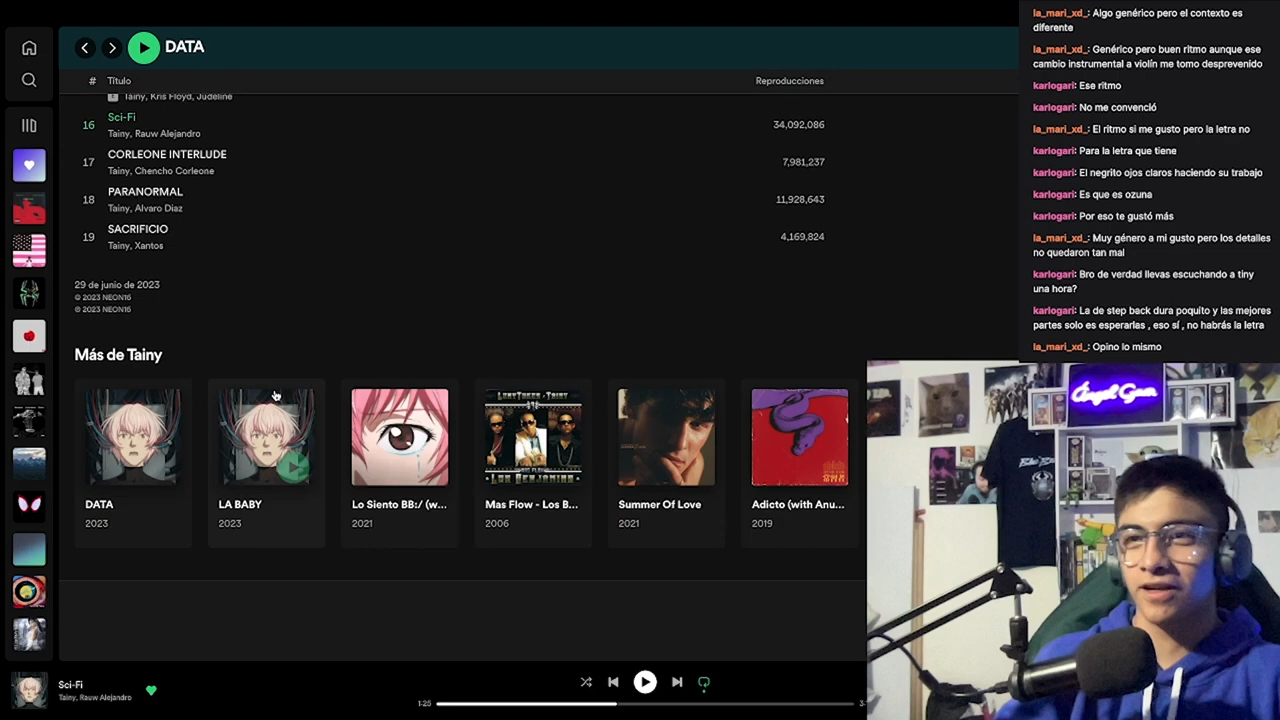 DATA
# Título Reproducciones
Tainy, Kris Floyd, Judeline
16 Sci-Fi 34,092,086
Tainy, Rauw Alejandro
17 CORLEONE INTERLUDE 7,981,237
Tainy, Chencho Corleone
18 PARANORMAL 11,928,643
Tainy, Alvaro Diaz
19 SACRIFICIO 4,169,824
Tainy, Xantos
29 de junio de 2023
© 2023 NEON16
℗ 2023 NEON16
Más de Tainy
DATA
2023
LA BABY
2023
Lo Siento BB:/ (w...
2021
Mas Flow - Los B...
2006
Summer Of Love
2021
Adicto (with Anu...
2019
Sci-Fi
Tainy, Rauw Alejandro
1:25
la_mari_xd_: Algo genérico pero el contexto es
diferente
la_mari_xd_: Genérico pero buen ritmo aunque ese
cambio instrumental a violín me tomo desprevenido
karlogari: Ese ritmo
karlogari: No me convenció
la_mari_xd_: El ritmo si me gusto pero la letra no
karlogari: Para la letra que tiene
karlogari: El negrito ojos claros haciendo su trabajo
karlogari: Es que es ozuna
karlogari: Por eso te gustó más
la_mari_xd_: Muy género a mi gusto pero los detalles
no quedaron tan mal
karlogari: Bro de verdad llevas escuchando a tiny
una hora?
karlogari: La de step back dura poquito y las mejores
partes solo es esperarlas , eso sí , no habrás la letra
la_mari_xd_: Opino lo mismo